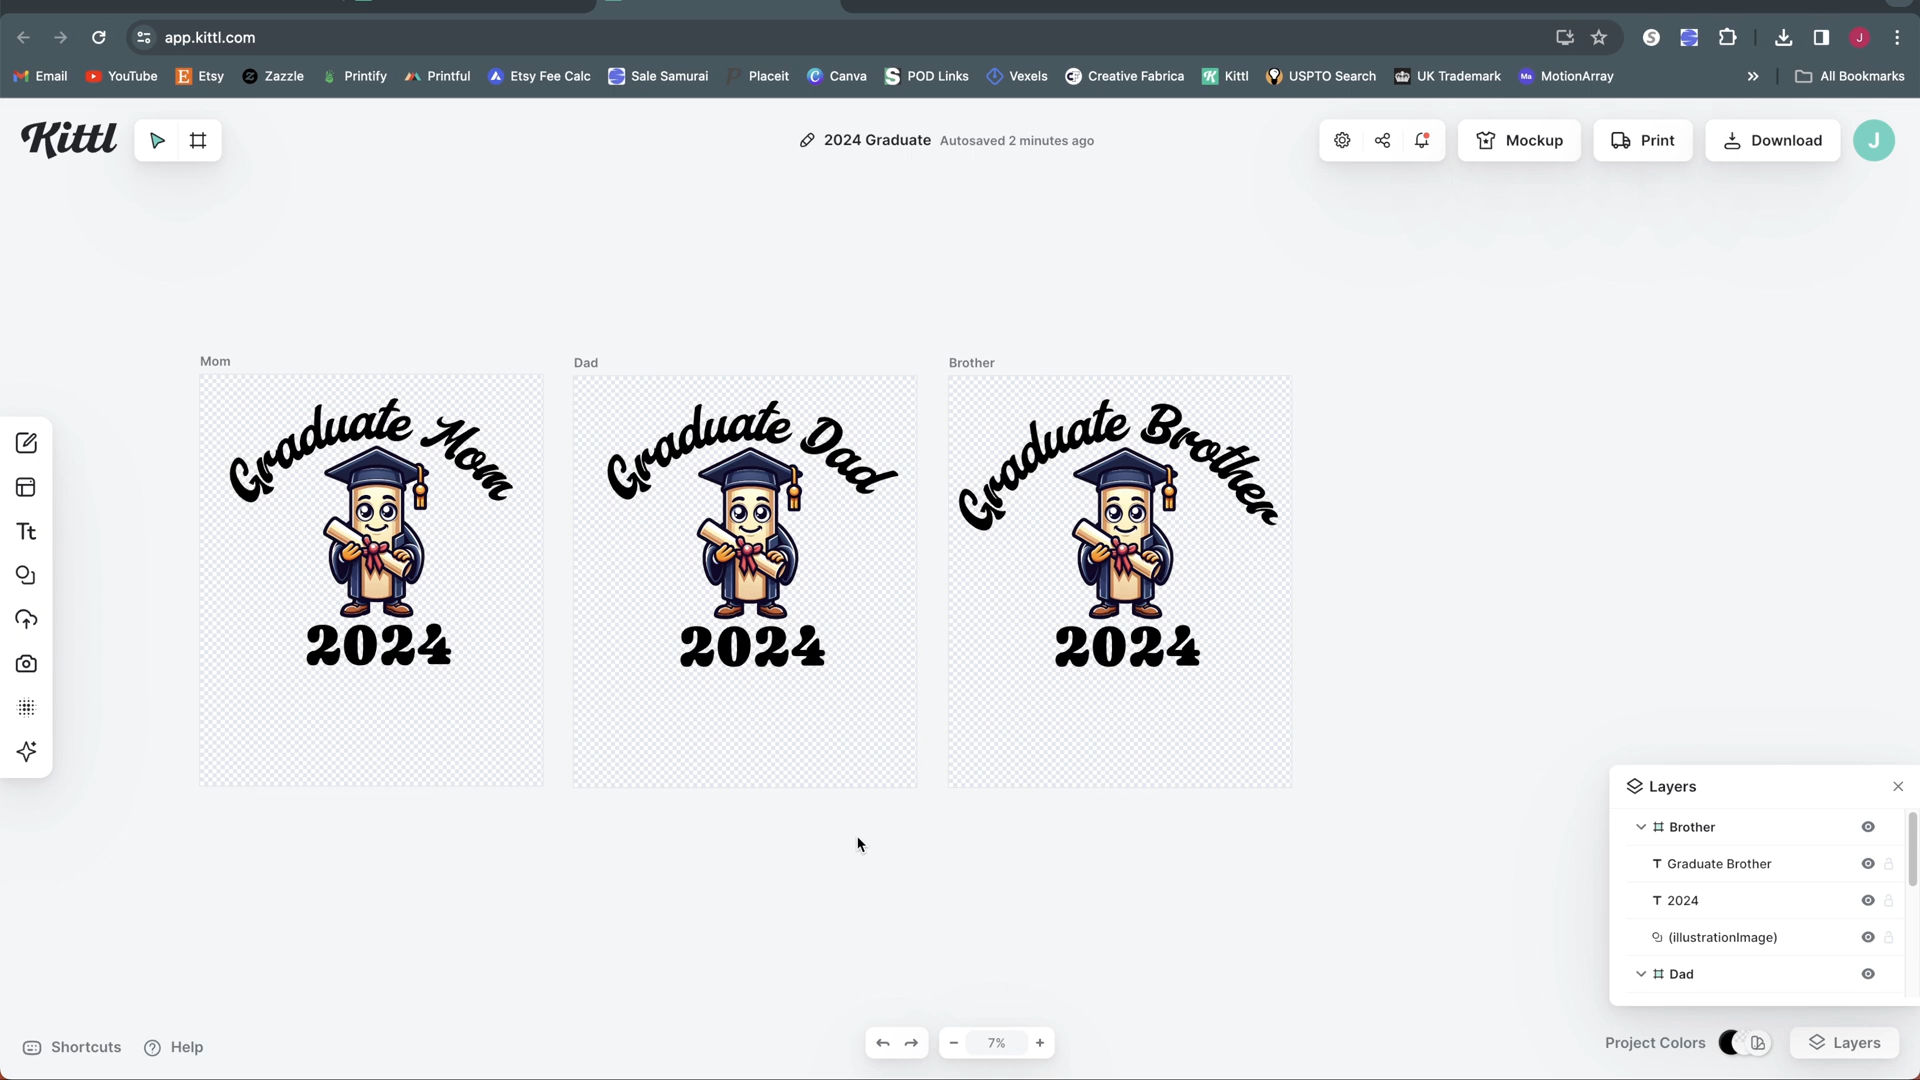 app.kittl.com
J
Email YouTube Etsy Zazzle Printify Printful Etsy Fee Calc Sale Samurai Placeit Canva POD Links Vexels Creative Fabrica Kittl USPTO Search UK Trademark MotionArray All Bookmarks
Kittl
2024 Graduate Autosaved 2 minutes ago
Mockup
Print
Download
J
Mom
Dad
Brother
Graduate Mom
2024
Graduate Dad
2024
Graduate Brother
2024
Tt
Layers
Brother
T Graduate Brother
T 2024
(illustrationImage)
Dad
Shortcuts
Help
7%
Project Colors
Layers